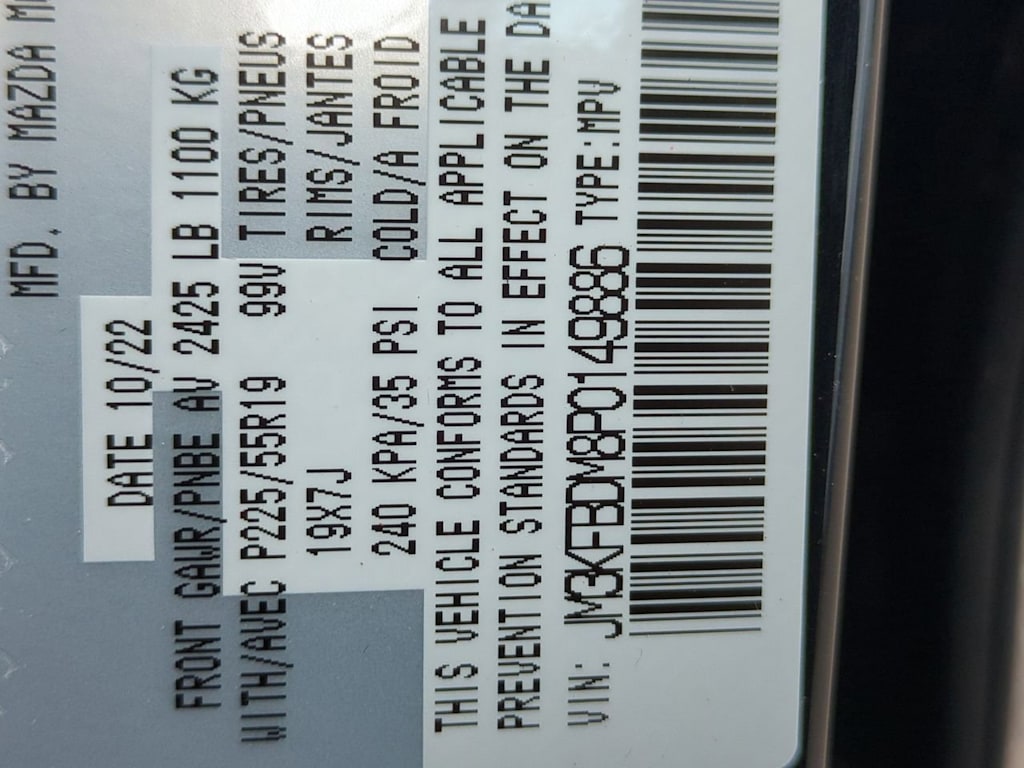 MFD. BY MAZDA
DATE 10/22
FRONT GAWR/PNBE AV 2425 LB 1100 KG
WITH/AVEC P225/55R19 99V TIRES/PNEUS
19X7J RIMS/JANTES
240 KPA/35 PSI COLD/A FROID
THIS VEHICLE CONFORMS TO ALL APPLICABLE
PREVENTION STANDARDS IN EFFECT ON THE DA
VIN: JM3KFBDM8P0149886 TYPE:MPV